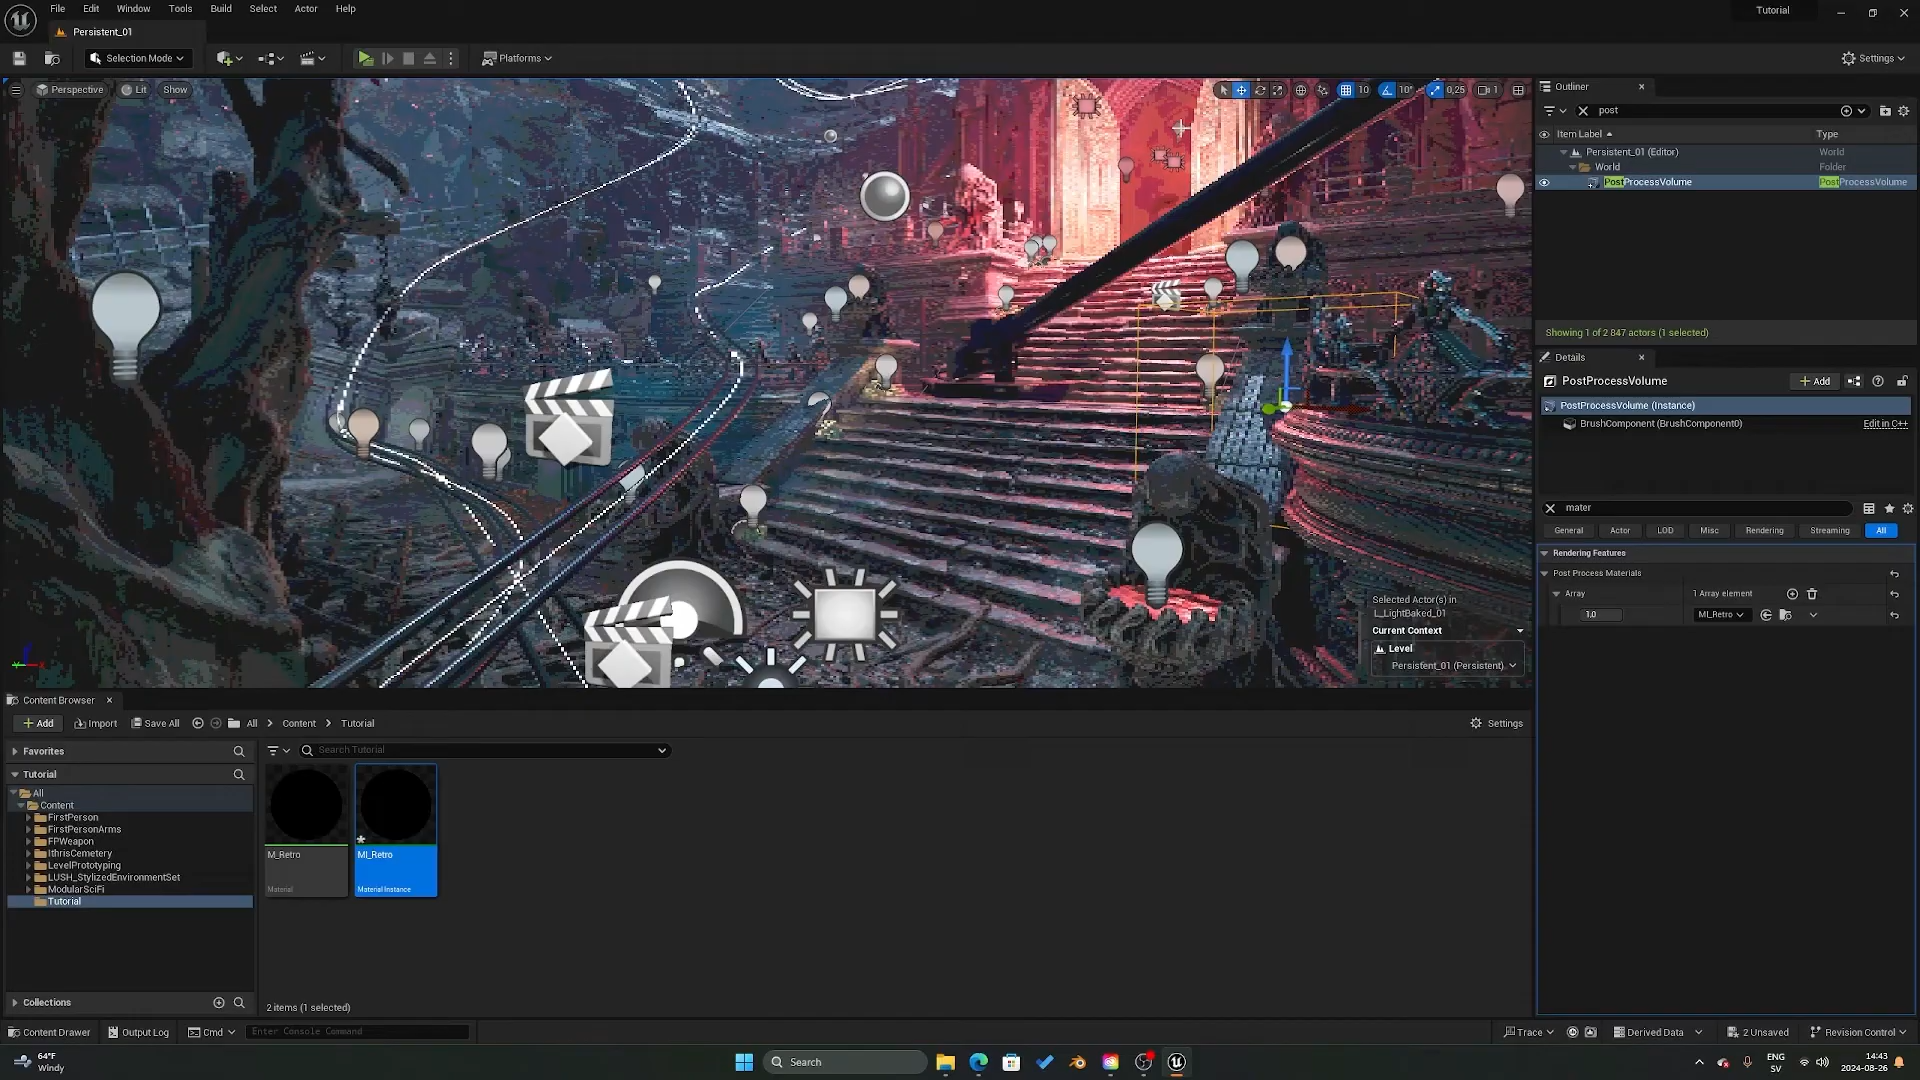 File Edit Window Tools Build Select Actor Help
Tutorial
Persistent_01
Selection Mode
Platforms
Settings
Perspective Lit Show
10 10° 0,25 1
Outliner
post
Item Label Type
Persistent_01 (Editor) World
World Folder
PostProcessVolume PostProcessVolume
Showing 1 of 2 847 actors (1 selected)
Details
PostProcessVolume
Add
PostProcessVolume (Instance)
BrushComponent (BrushComponent0) Edit in C++
mater
General Actor LOD Misc Rendering Streaming All
Rendering Features
Post Process Materials
Array 1 Array element
1.0 MI_Retro
Selected Actor(s) in
L_LightBaked_01
Current Context
Level
Persistent_01 (Persistent)
Content Browser
Add Import Save All All Content Tutorial
Settings
Favorites
Search Tutorial
Tutorial
All
Content
FirstPerson
FirstPersonArms
FPWeapon
IthrisCemetery
LevelPrototyping
LUSH_StylizedEnvironmentSet
ModularSciFi
Tutorial
M_Retro
Material
MI_Retro
Material Instance
Collections
2 items (1 selected)
Content Drawer Output Log Cmd Enter Console Command
Trace Derived Data 2 Unsaved Revision Control
64°F
Windy
Search
ENG
SV
14:43
2024-08-26